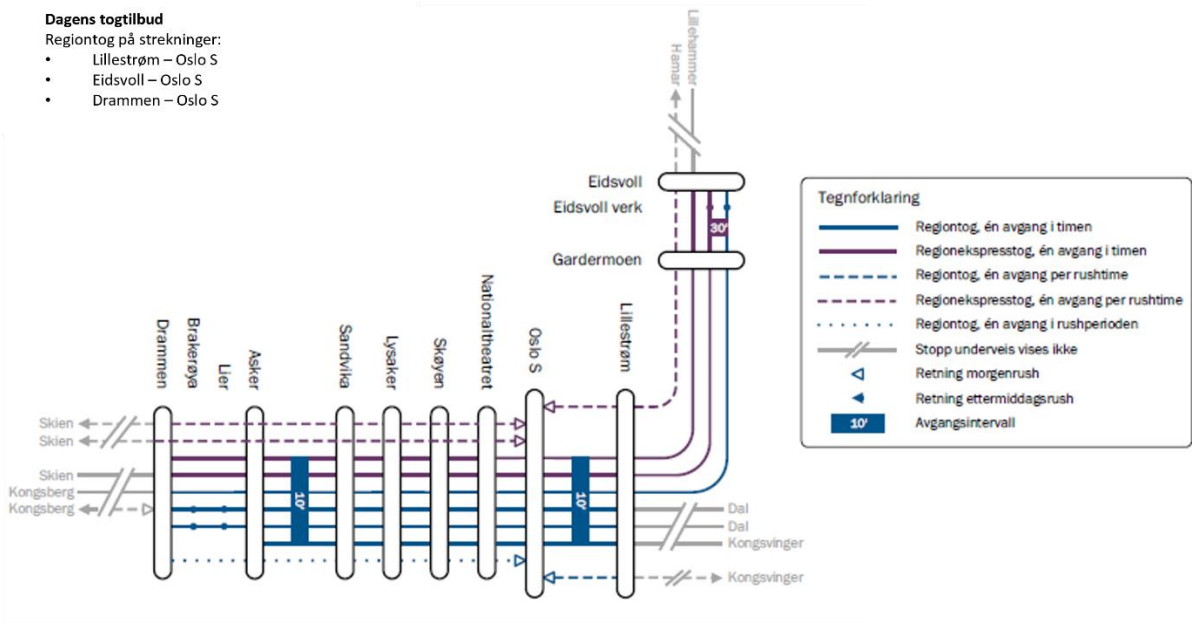 Dagens togtilbud
Regiontog på strekninger:
• Lillestrøm – Oslo S
• Eidsvoll – Oslo S
• Drammen – Oslo S
Hamar
Lillehammer
Eidsvoll
Eidsvoll verk
30'
Gardermoen
Tegnforklaring
Regiontog, én avgang i timen
Regionekspresstog, én avgang i timen
Regiontog, én avgang per rushtime
Regionekspresstog, én avgang per rushtime
Regiontog, én avgang i rushperioden
Stopp underveis vises ikke
Retning morgenrush
Retning ettermiddagsrush
10' Avgangsintervall
Drammen
Brakerøya
Lier
Asker
Sandvika
Lysaker
Skøyen
Nationaltheatret
Oslo S
Lillestrøm
Skien
Skien
Skien
Kongsberg
Kongsberg
10'
10'
Dal
Dal
Kongsvinger
Kongsvinger